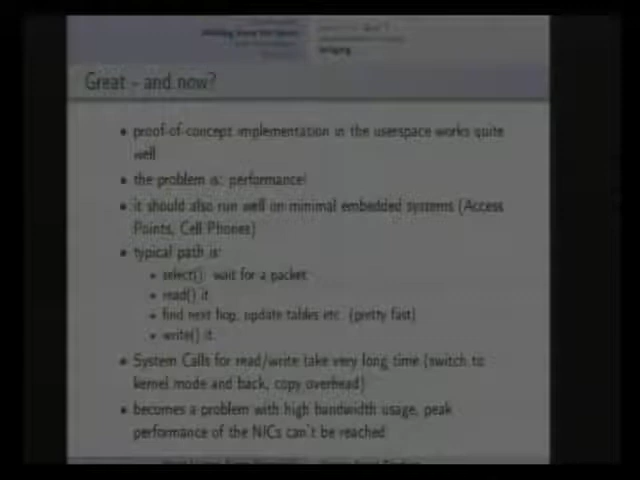 Bridging
Great - and now?
• proof-of-concept implementation in the userspace works quite
well
• the problem is: performance!
• it should also run well on minimal embedded systems (Access
Points, Cell Phones)
• typical path is:
• select(): wait for a packet
• read() it
• find next hop, update tables etc. (pretty fast)
• write() it.
• System Calls for read/write take very long time (switch to
kernel mode and back, copy overhead)
• becomes a problem with high bandwidth usage, peak
performance of the NICs can't be reached